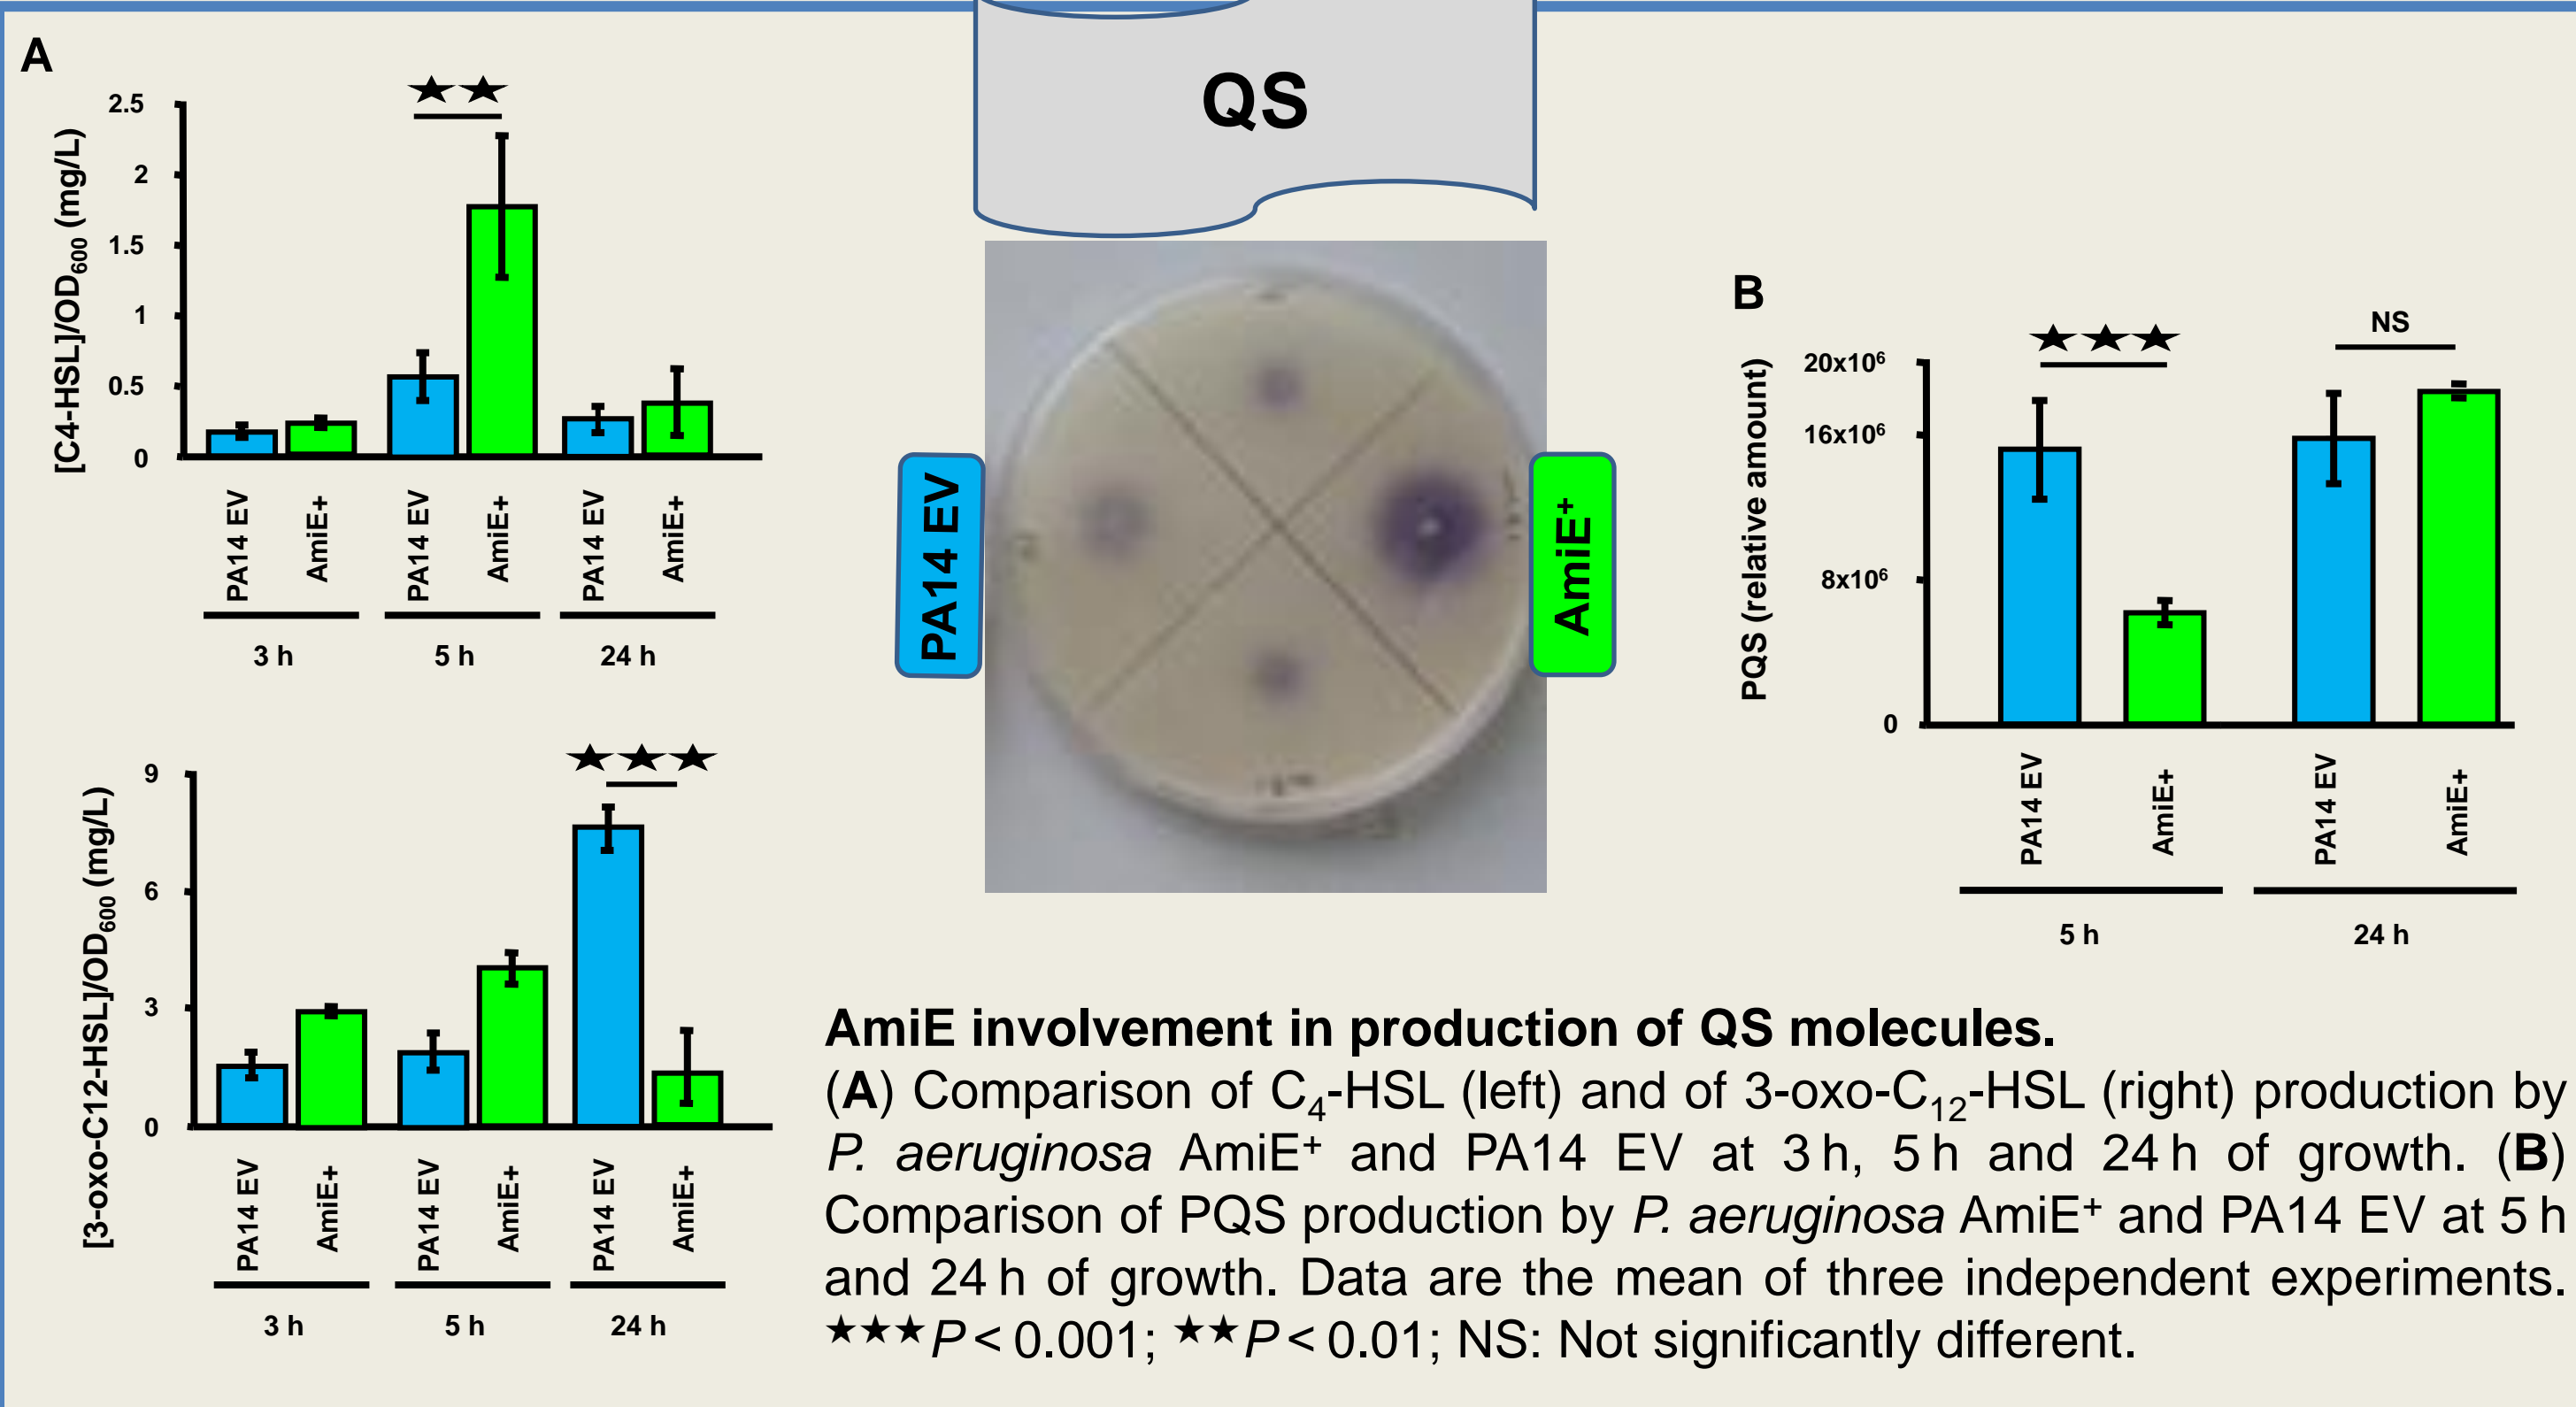 QS
A
★★
[C4-HSL]/OD600 (mg/L)
2.5
2
1.5
1
0.5
0
PA14 EV
AmiE+
PA14 EV
AmiE+
PA14 EV
AmiE+
3 h
5 h
24 h
★★★
[3-oxo-C12-HSL]/OD600 (mg/L)
9
6
3
0
PA14 EV
AmiE+
PA14 EV
AmiE+
PA14 EV
AmiE+
3 h
5 h
24 h
PA14 EV
AmiE+
B
★★★
NS
PQS (relative amount)
20x10⁶
16x10⁶
8x10⁶
0
PA14 EV
AmiE+
PA14 EV
AmiE+
5 h
24 h
AmiE involvement in production of QS molecules.
(A) Comparison of C₄-HSL (left) and of 3-oxo-C₁₂-HSL (right) production by
P. aeruginosa AmiE⁺ and PA14 EV at 3 h, 5 h and 24 h of growth. (B)
Comparison of PQS production by P. aeruginosa AmiE⁺ and PA14 EV at 5 h
and 24 h of growth. Data are the mean of three independent experiments.
★★★P < 0.001; ★★P < 0.01; NS: Not significantly different.